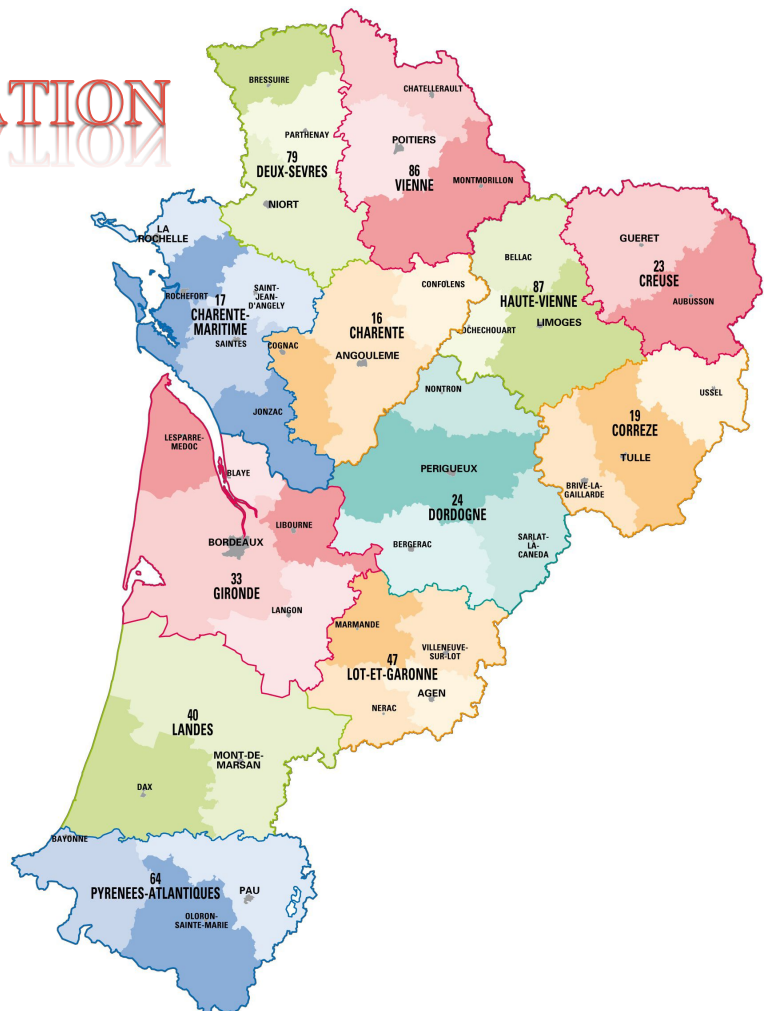 ATION
BRESSUIRE
CHATELLERAULT
PARTHENAY
POITIERS
79
DEUX-SEVRES
86
VIENNE
MONTMORILLON
NIORT
LA
ROCHELLE
BELLAC
GUERET
23
CREUSE
AUBUSSON
CONFOLENS
87
HAUTE-VIENNE
LIMOGES
OCHECHOUART
ROCHEFORT
17
CHARENTE-
MARITIME
SAINT-
JEAN-
D'ANGELY
SAINTES
16
CHARENTE
COGNAC
ANGOULEME
JONZAC
NONTRON
USSEL
19
CORREZE
TULLE
BRIVE-LA-
GAILLARDE
LESPARRE-
MEDOC
BLAYE
PERIGUEUX
24
DORDOGNE
LIBOURNE
BORDEAUX
BERGERAC
SARLAT-
LA-
CANEDA
33
GIRONDE
LANGON
MARMANDE
VILLENEUVE-
SUR-LOT
47
LOT-ET-GARONNE
AGEN
NERAC
40
LANDES
MONT-DE-
MARSAN
DAX
BAYONNE
64
PYRENEES-ATLANTIQUES
PAU
OLORON-
SAINTE-MARIE